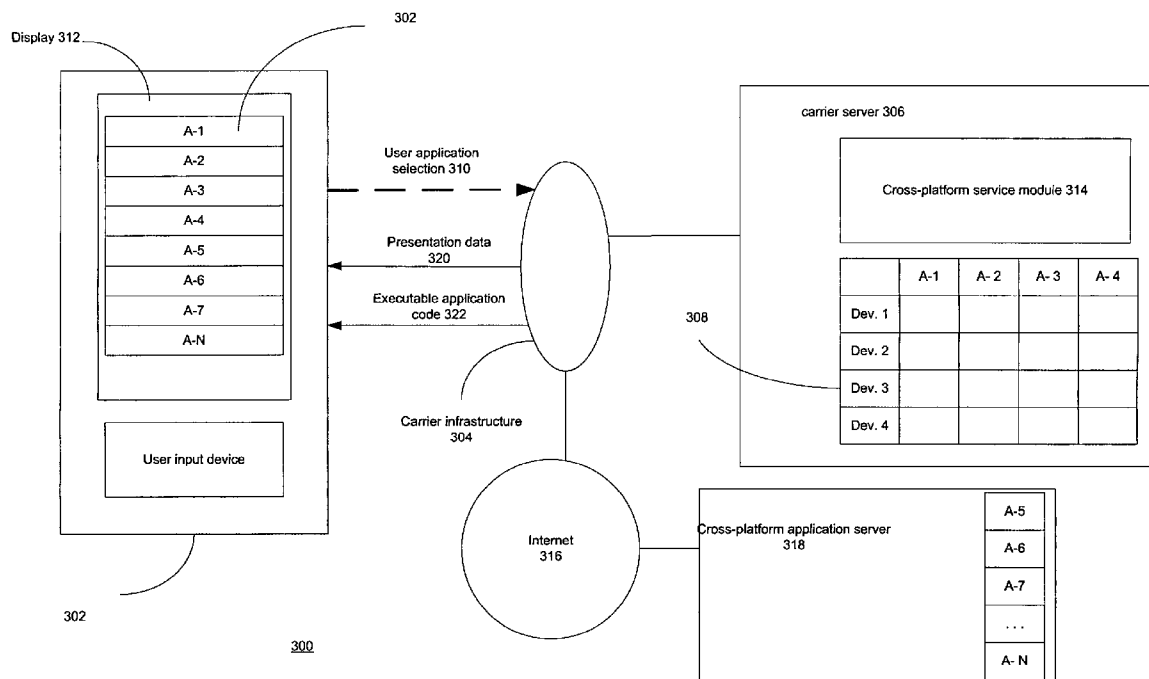 302
Display 312
A-1
A-2
A-3
A-4
A-5
A-6
A-7
A-N
User input device
302
300
User application
selection 310
Presentation data
320
Executable application
code 322
Carrier infrastructure
304
Internet
316
carrier server 306
Cross-platform service module 314
308
A-1 A-2 A-3 A-4
Dev. 1
Dev. 2
Dev. 3
Dev. 4
Cross-platform application server
318
A-5
A-6
A-7
...
A-N